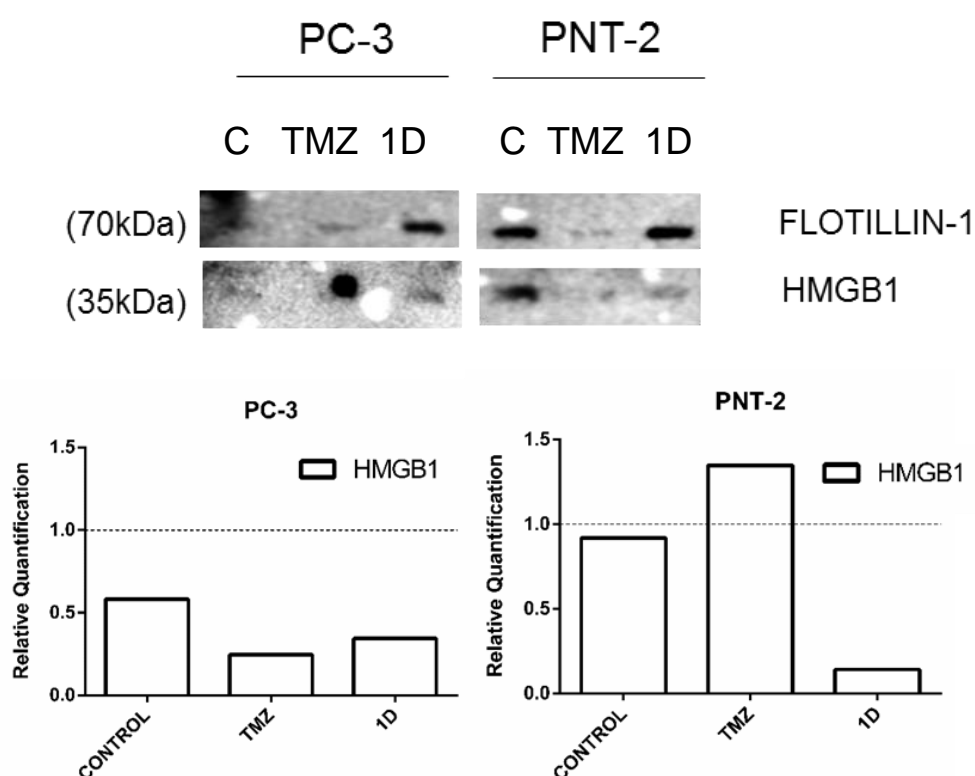 PC-3 PNT-2
C TMZ 1D C TMZ 1D
(70kDa) FLOTILLIN-1
(35kDa) HMGB1
PC-3
Relative Quantification
1.5
1.0
0.5
0.0
HMGB1
CONTROL TMZ 1D
PNT-2
Relative Quantification
1.5
1.0
0.5
0.0
HMGB1
CONTROL TMZ 1D